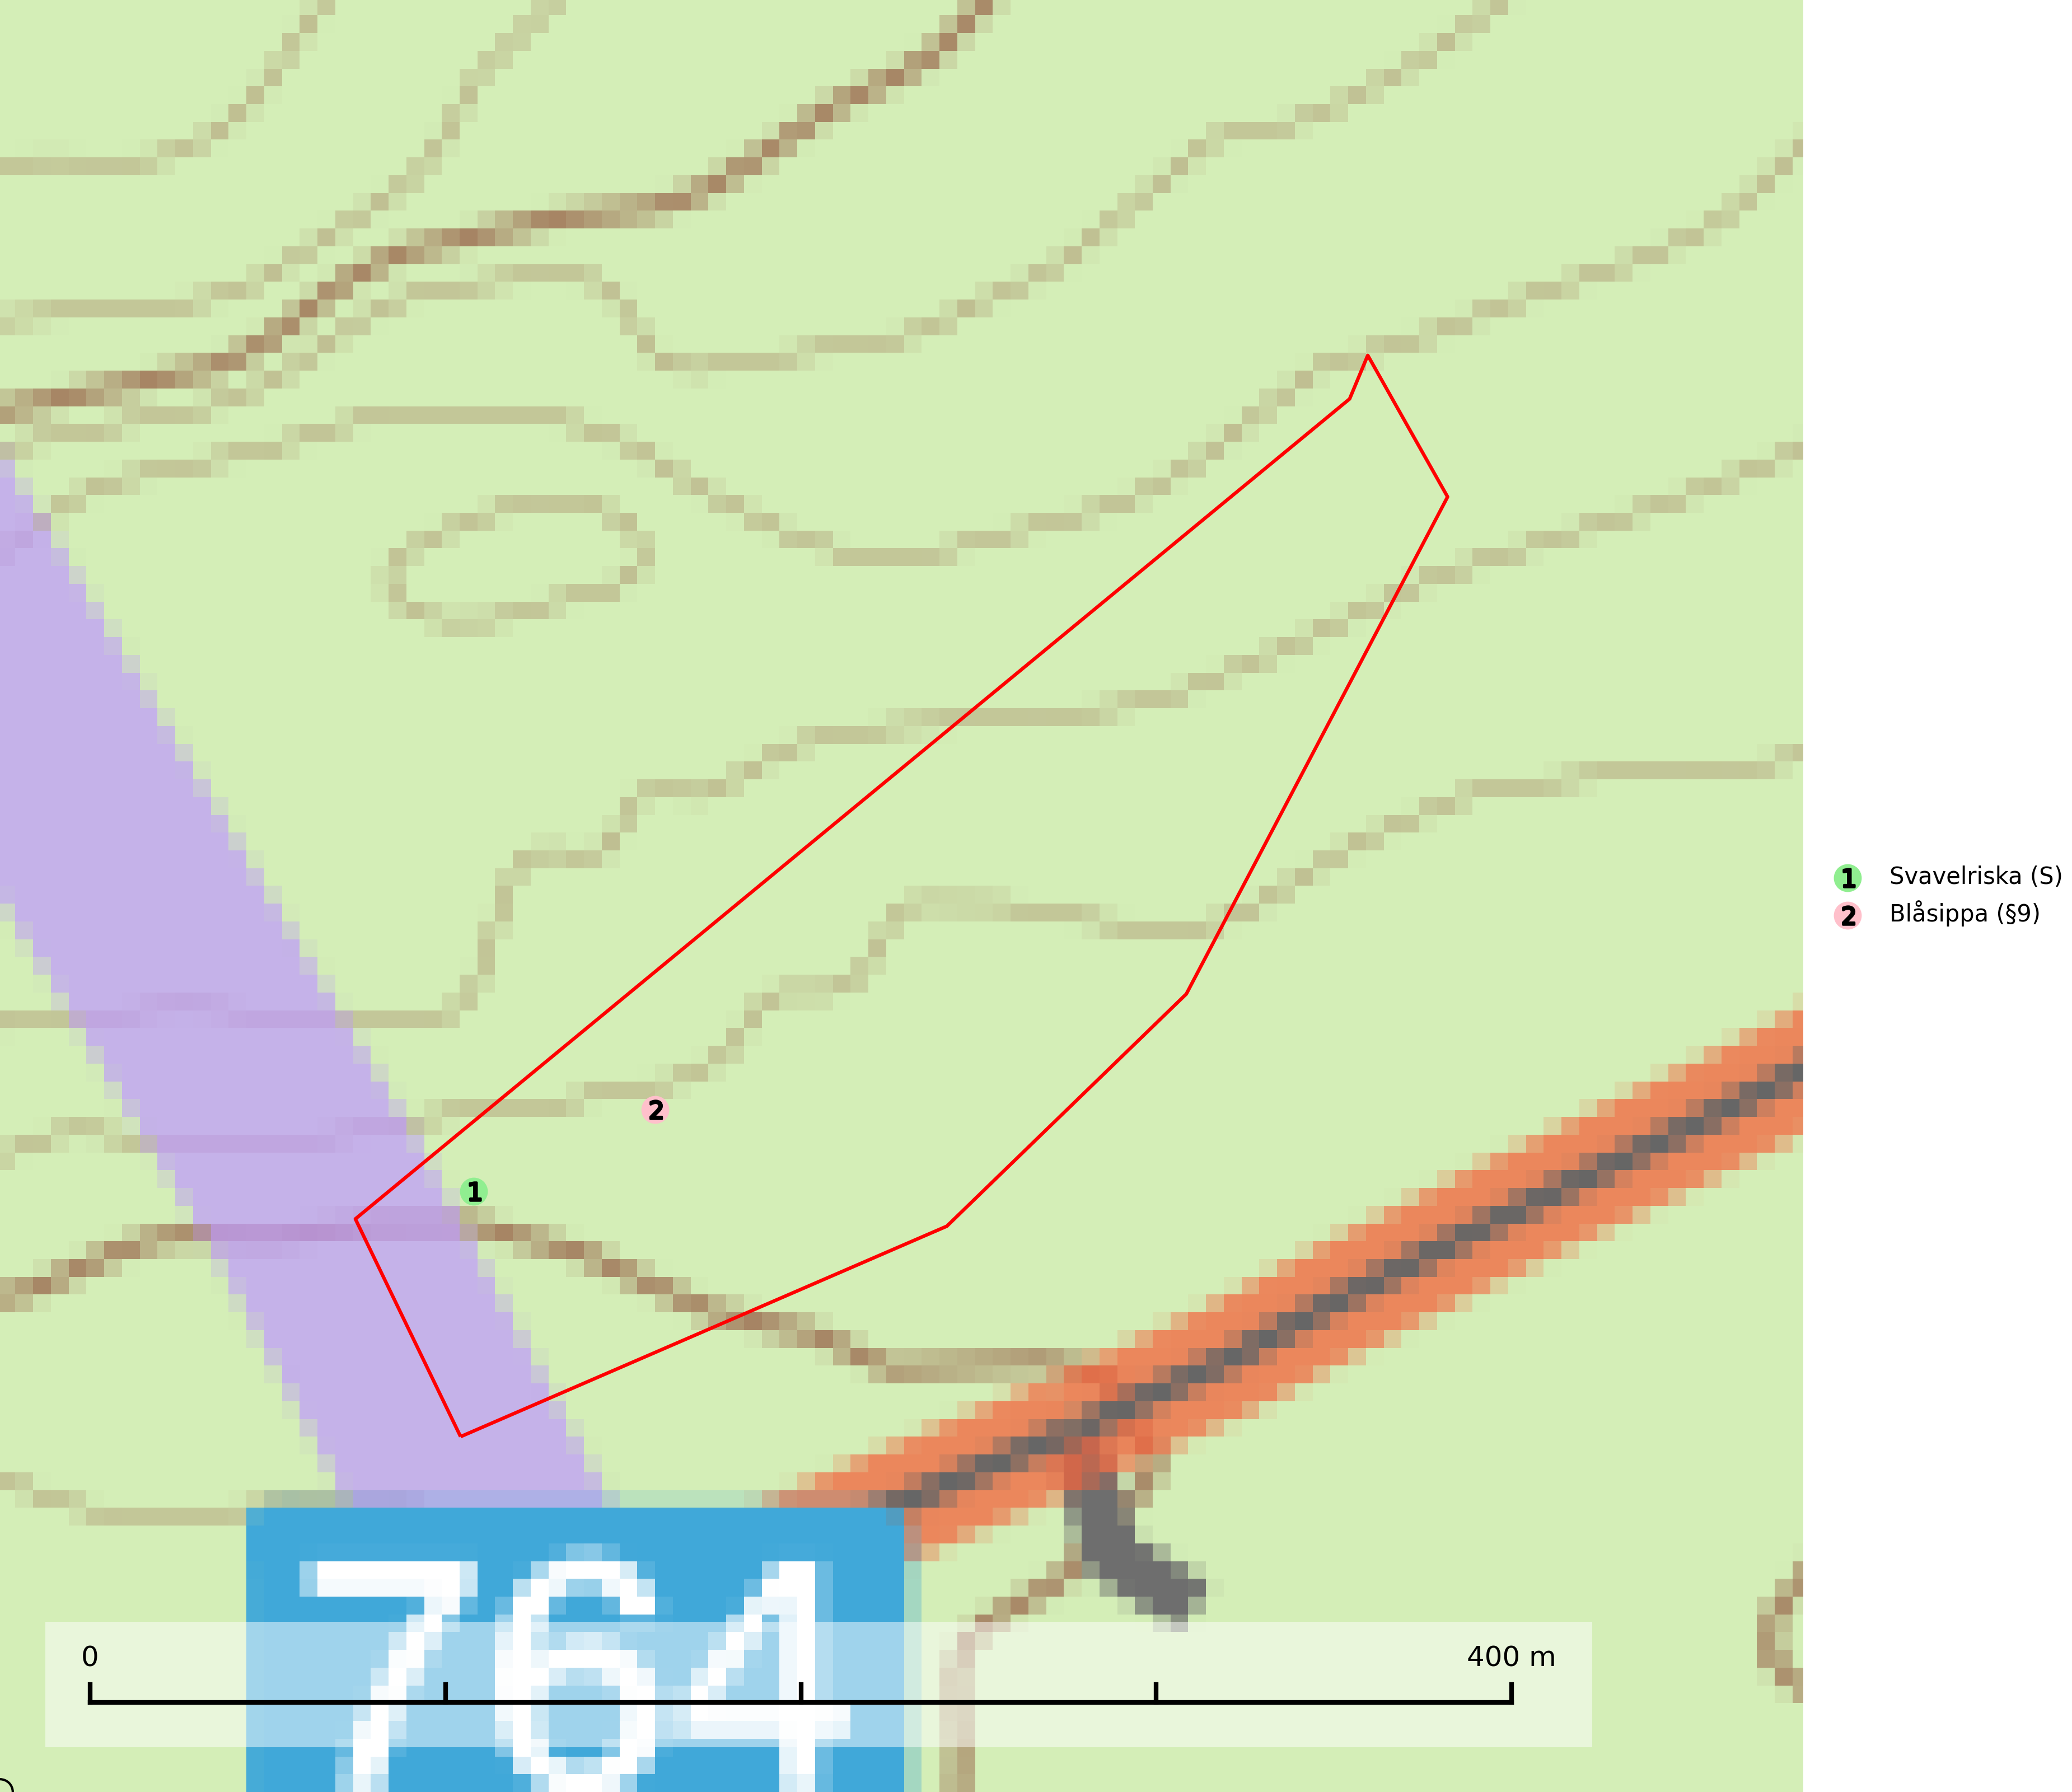 1 Svavelriska (S)
2 Blåsippa (§9)
2
1
764
0 400 m